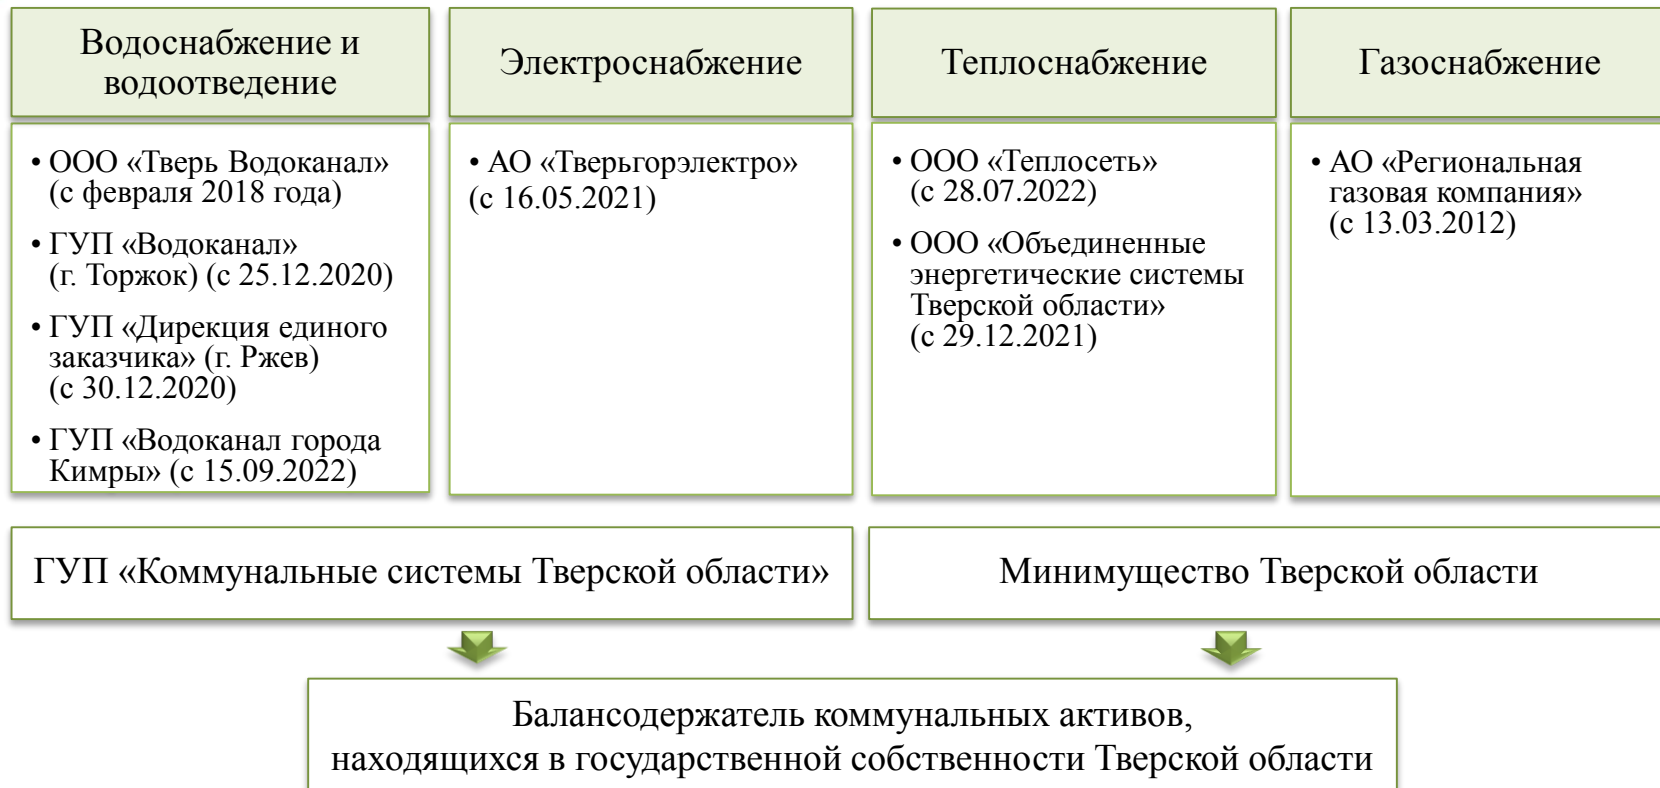 Водоснабжение и
водоотведение
• ООО «Тверь Водоканал»
(с февраля 2018 года)
• ГУП «Водоканал»
(г. Торжок) (с 25.12.2020)
• ГУП «Дирекция единого
заказчика» (г. Ржев)
(с 30.12.2020)
• ГУП «Водоканал города
Кимры» (с 15.09.2022)
Электроснабжение
• АО «Тверьгорэлектро»
(с 16.05.2021)
Теплоснабжение
• ООО «Теплосеть»
(с 28.07.2022)
• ООО «Объединенные
энергетические системы
Тверской области»
(с 29.12.2021)
Газоснабжение
• АО «Региональная
газовая компания»
(с 13.03.2012)
ГУП «Коммунальные системы Тверской области»
Минимущество Тверской области
Балансодержатель коммунальных активов,
находящихся в государственной собственности Тверской области